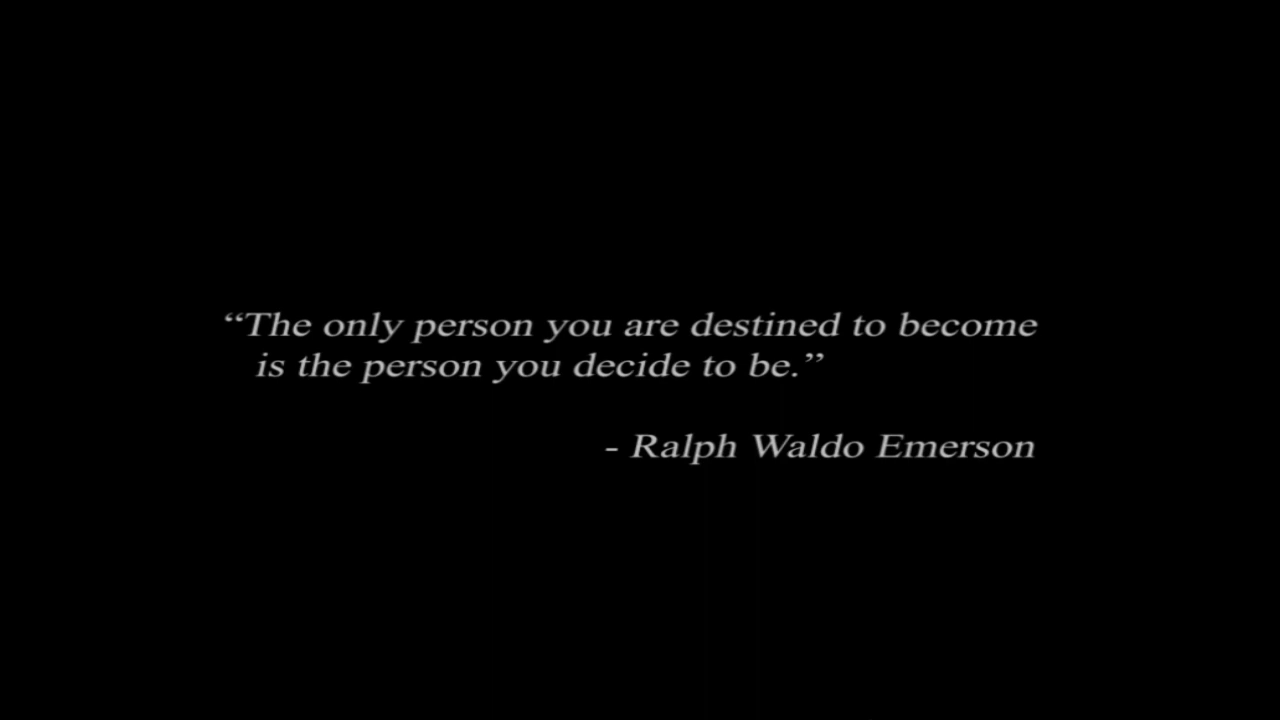 “The only person you are destined to become
is the person you decide to be.”
- Ralph Waldo Emerson